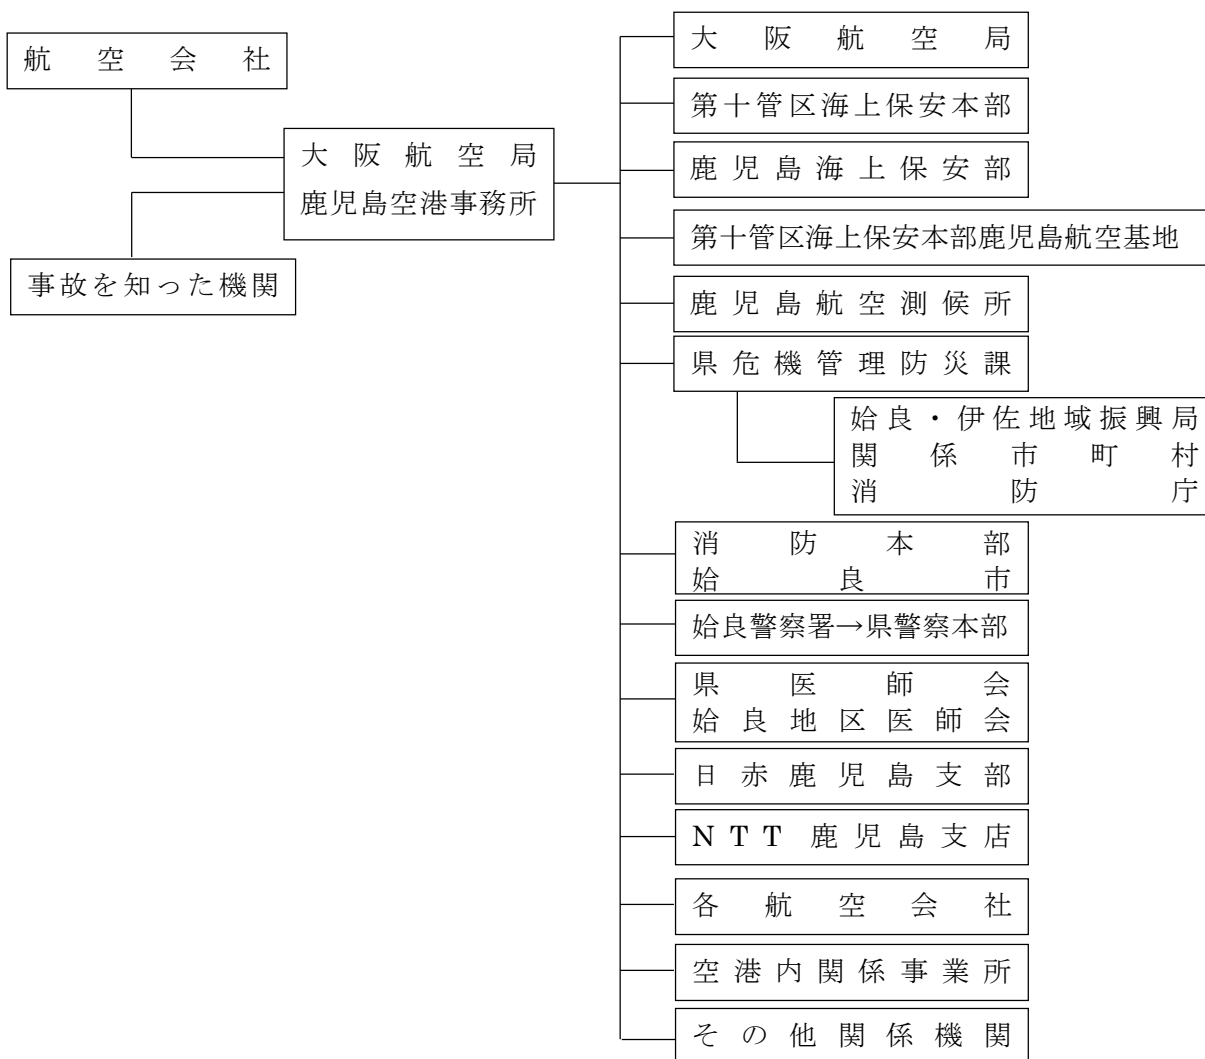 航空会社
大阪航空局
鹿児島空港事務所
事故を知った機関
大阪航空局
第十管区海上保安本部
鹿児島海上保安部
第十管区海上保安本部鹿児島航空基地
鹿児島航空測候所
県危機管理防災課
姶良・伊佐地域振興局
関係市町村
消防庁
消防本部
姶良市
姶良警察署→県警察本部
県医師会
姶良地区医師会
日赤鹿児島支部
NTT鹿児島支店
各航空会社
空港内関係事業所
その他関係機関